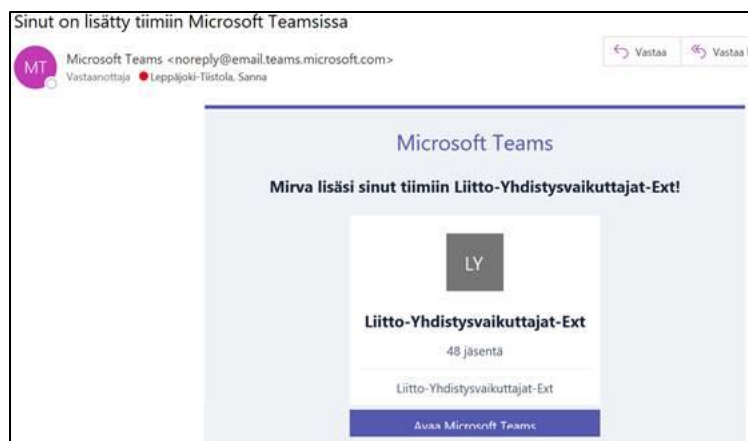 Sinut on lisätty tiimiin Microsoft Teamsissa
MT
Microsoft Teams <noreply@email.teams.microsoft.com>
Vastaanottaja Leppäjoki-Tiistola, Sanna
Vastaa
Vastaa
Microsoft Teams
Mirva lisäsi sinut tiimiin Liitto-Yhdistysvaikuttajat-Ext!
LY
Liitto-Yhdistysvaikuttajat-Ext
48 jäsentä
Liitto-Yhdistysvaikuttajat-Ext
Avaa Microsoft Teams